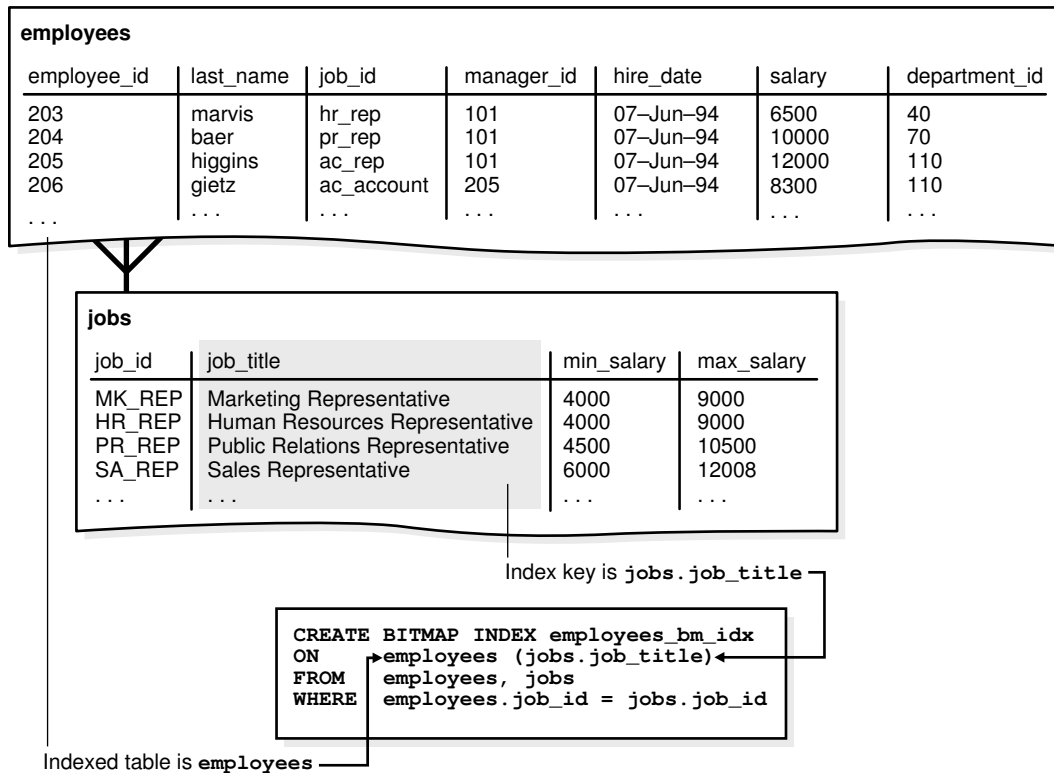 employees
employee_id last_name job_id manager_id hire_date salary department_id
203 marvis hr_rep 101 07–Jun–94 6500 40
204 baer pr_rep 101 07–Jun–94 10000 70
205 higgins ac_rep 101 07–Jun–94 12000 110
206 gietz ac_account 205 07–Jun–94 8300 110
. . . . . . . . . . . . . . . . . . . . .
jobs
job_id job_title min_salary max_salary
MK_REP Marketing Representative 4000 9000
HR_REP Human Resources Representative 4000 9000
PR_REP Public Relations Representative 4500 10500
SA_REP Sales Representative 6000 12008
. . . . . . . . . . . .
Index key is jobs.job_title
CREATE BITMAP INDEX employees_bm_idx
ON employees (jobs.job_title)
FROM employees, jobs
WHERE employees.job_id = jobs.job_id
Indexed table is employees